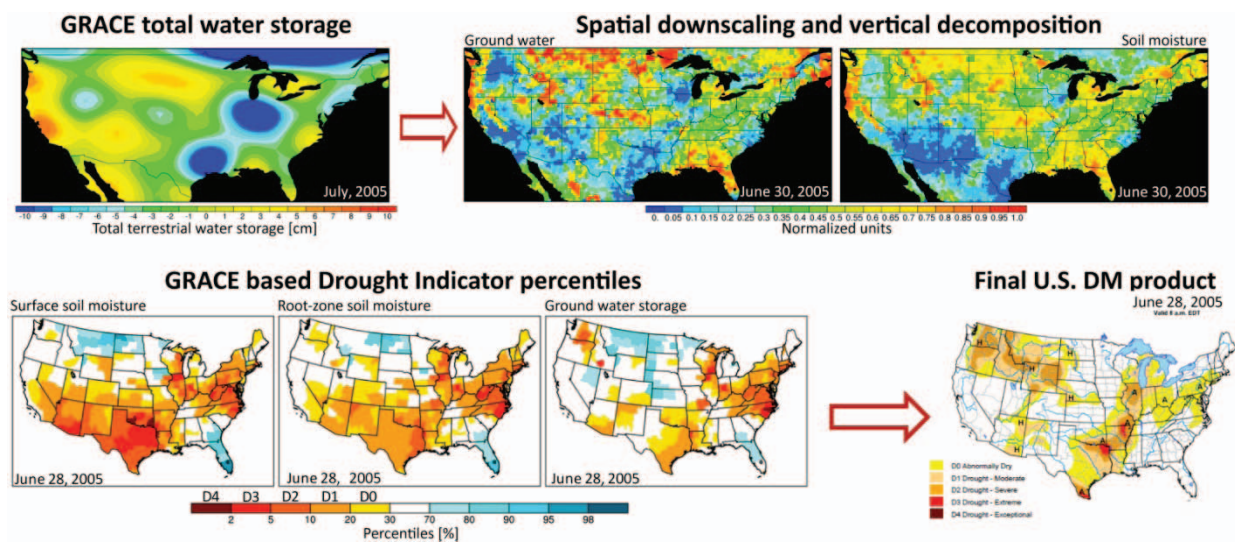 GRACE total water storage
Spatial downscaling and vertical decomposition
Ground water
Soil moisture
July, 2005
June 30, 2005
June 30, 2005
-10 -9 -8 -7 -6 -5 -4 -3 -2 -1 0 1 2 3 4 5 6 7 8 9 10
Total terrestrial water storage [cm]
0. 0.05 0.1 0.15 0.2 0.25 0.3 0.35 0.4 0.45 0.5 0.55 0.6 0.65 0.7 0.75 0.8 0.85 0.9 0.95 1.0
Normalized units
GRACE based Drought Indicator percentiles
Surface soil moisture
Root-zone soil moisture
Ground water storage
June 28, 2005
June 28, 2005
June 28, 2005
D4 D3 D2 D1 D0
2 5 10 20 30 70 80 90 95 98
Percentiles [%]
Final U.S. DM product
June 28, 2005
Valid 8 a.m. EDT
H
H
H
H
H
H
A
A
A
A
A
A
D0 Abnormally Dry
D1 Drought - Moderate
D2 Drought - Severe
D3 Drought - Extreme
D4 Drought - Exceptional